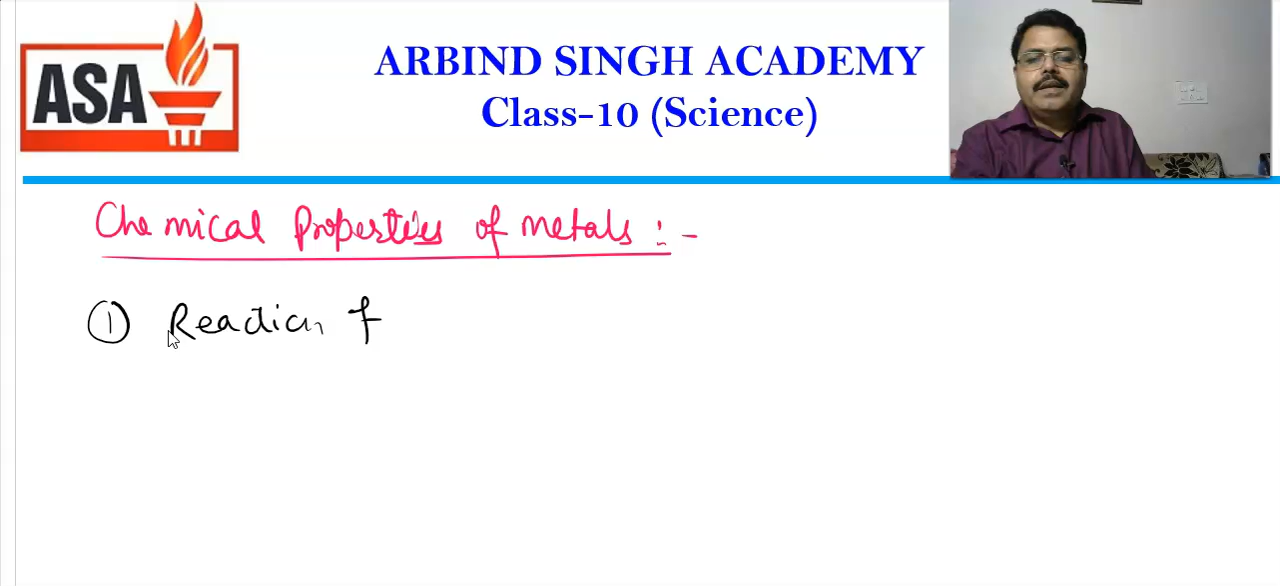 ASA
ARBIND SINGH ACADEMY
Class-10 (Science)
Chemical Properties of metals :-
① Reaction f